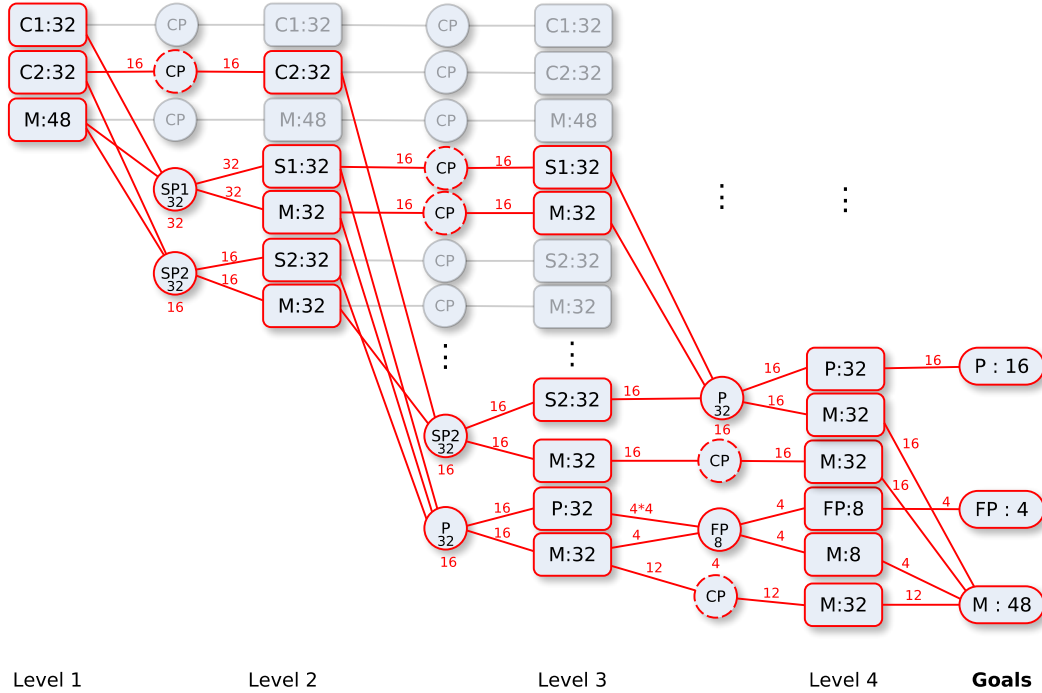 C1:32
CP
C1:32
CP
C1:32
C2:32
16
CP
16
C2:32
CP
C2:32
M:48
CP
M:48
CP
M:48
SP1
32
32
32
32
S1:32
16
CP
16
S1:32
M:32
16
CP
16
M:32
SP2
32
16
16
16
S2:32
CP
S2:32
M:32
CP
M:32
⋮
⋮
⋮
⋮
SP2
32
16
16
16
S2:32
16
M:32
16
P
32
16
16
16
P:32
4*4
M:32
4
12
P
32
16
16
16
CP
16
FP
8
4
4
4
CP
12
P:32
16
M:32
16
M:32
16
FP:8
4
M:8
4
M:32
12
P : 16
FP : 4
M : 48
Level 1
Level 2
Level 3
Level 4
Goals